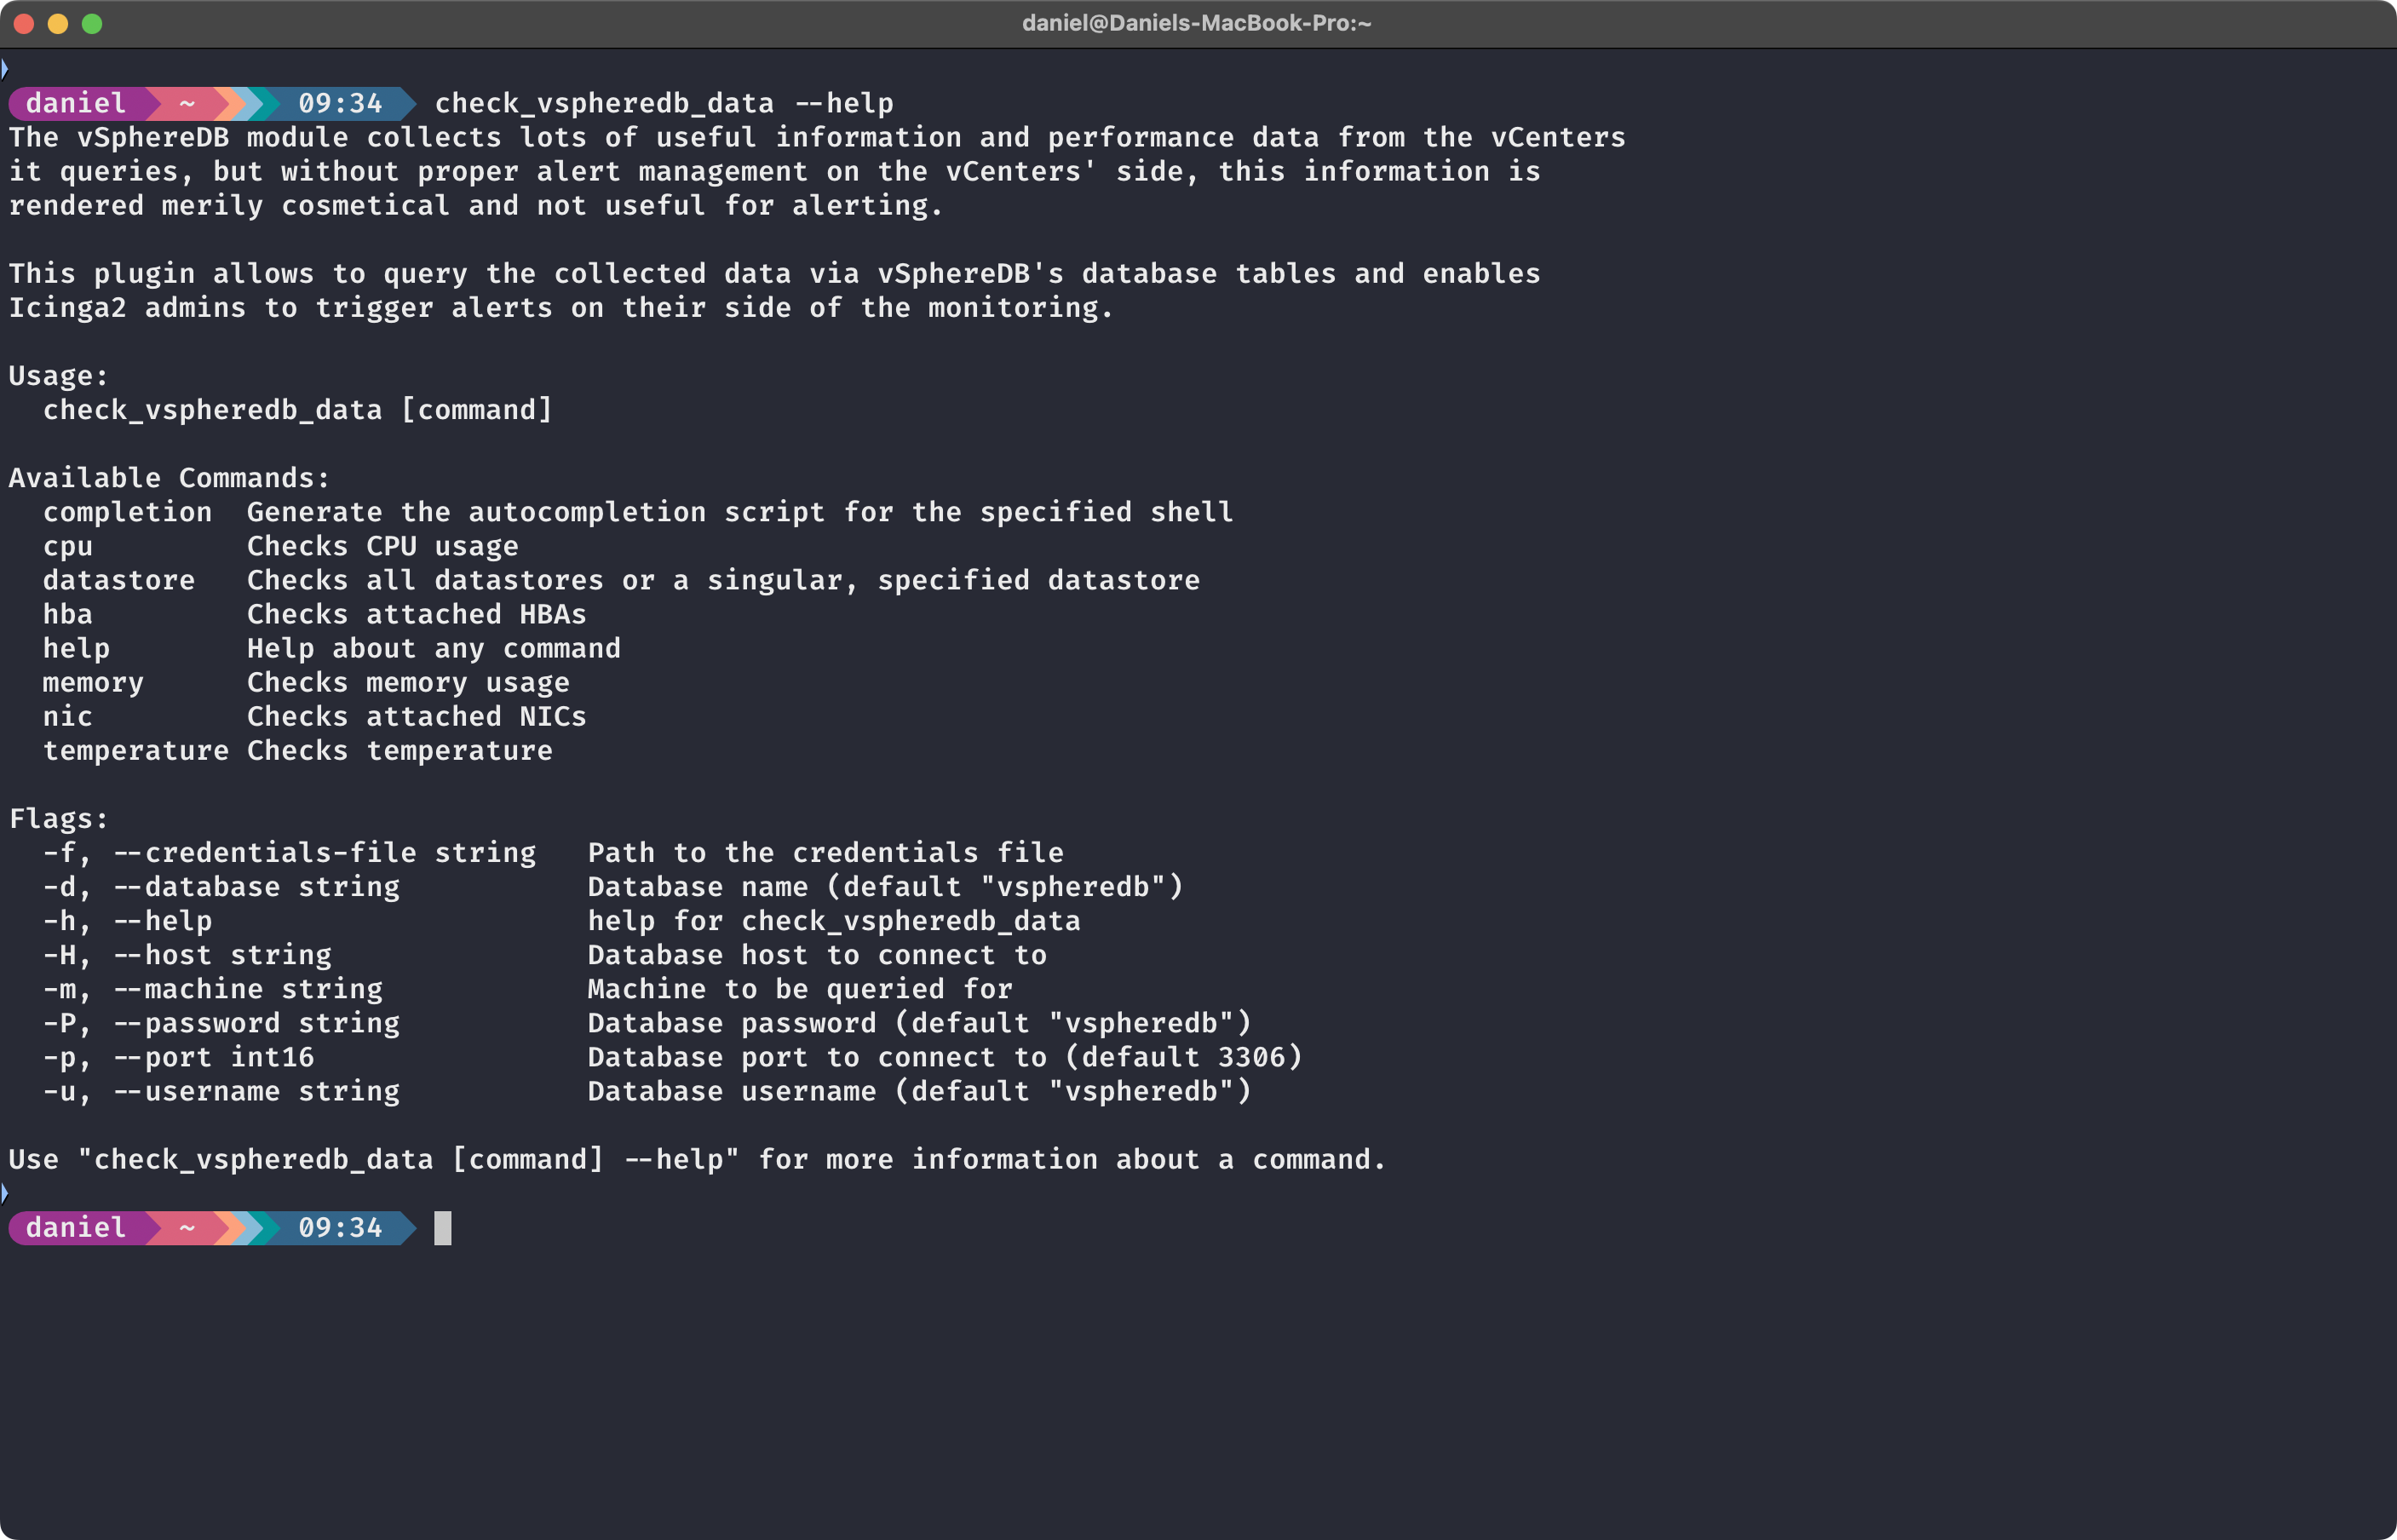 daniel@Daniels-MacBook-Pro:~
daniel ~ 09:34 check_vspheredb_data --help
The vSphereDB module collects lots of useful information and performance data from the vCenters
it queries, but without proper alert management on the vCenters' side, this information is
rendered merily cosmetical and not useful for alerting.

This plugin allows to query the collected data via vSphereDB's database tables and enables
Icinga2 admins to trigger alerts on their side of the monitoring.

Usage:
  check_vspheredb_data [command]

Available Commands:
  completion  Generate the autocompletion script for the specified shell
  cpu         Checks CPU usage
  datastore   Checks all datastores or a singular, specified datastore
  hba         Checks attached HBAs
  help        Help about any command
  memory      Checks memory usage
  nic         Checks attached NICs
  temperature Checks temperature

Flags:
  -f, --credentials-file string   Path to the credentials file
  -d, --database string           Database name (default "vspheredb")
  -h, --help                      help for check_vspheredb_data
  -H, --host string               Database host to connect to
  -m, --machine string            Machine to be queried for
  -P, --password string           Database password (default "vspheredb")
  -p, --port int16                Database port to connect to (default 3306)
  -u, --username string           Database username (default "vspheredb")

Use "check_vspheredb_data [command] --help" for more information about a command.
daniel ~ 09:34